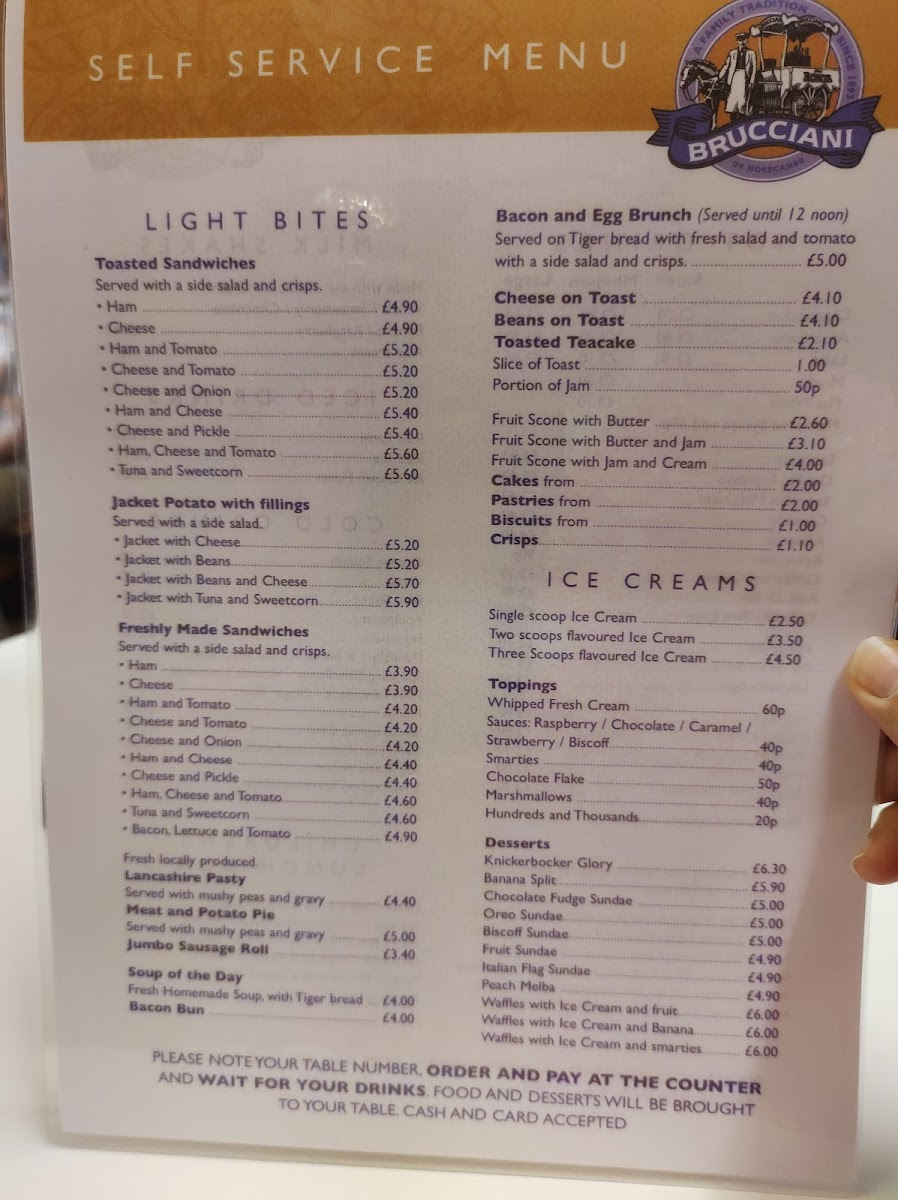 SELF SERVICE MENU
A FAMILY TRADITION SINCE 1893
BRUCCIANI
OF MORECAMBE
LIGHT BITES
Toasted Sandwiches
Served with a side salad and crisps.
• Ham £4.90
• Cheese £4.90
• Ham and Tomato £5.20
• Cheese and Tomato £5.20
• Cheese and Onion £5.20
• Ham and Cheese £5.40
• Cheese and Pickle £5.40
• Ham, Cheese and Tomato £5.60
• Tuna and Sweetcorn £5.60
Jacket Potato with fillings
Served with a side salad.
• Jacket with Cheese £5.20
• Jacket with Beans £5.20
• Jacket with Beans and Cheese £5.70
• Jacket with Tuna and Sweetcorn £5.90
Freshly Made Sandwiches
Served with a side salad and crisps.
• Ham £3.90
• Cheese £3.90
• Ham and Tomato £4.20
• Cheese and Tomato £4.20
• Cheese and Onion £4.20
• Ham and Cheese £4.40
• Cheese and Pickle £4.40
• Ham, Cheese and Tomato £4.60
• Tuna and Sweetcorn £4.60
• Bacon, Lettuce and Tomato £4.90
Fresh locally produced.
Lancashire Pasty
Served with mushy peas and gravy £4.40
Meat and Potato Pie
Served with mushy peas and gravy £5.00
Jumbo Sausage Roll £3.40
Soup of the Day
Fresh Homemade Soup, with Tiger bread £4.00
Bacon Bun £4.00
Bacon and Egg Brunch (Served until 12 noon)
Served on Tiger bread with fresh salad and tomato
with a side salad and crisps. £5.00
Cheese on Toast £4.10
Beans on Toast £4.10
Toasted Teacake £2.10
Slice of Toast 1.00
Portion of Jam 50p
Fruit Scone with Butter £2.60
Fruit Scone with Butter and Jam £3.10
Fruit Scone with Jam and Cream £4.00
Cakes from £2.00
Pastries from £2.00
Biscuits from £1.00
Crisps £1.10
ICE CREAMS
Single scoop Ice Cream £2.50
Two scoops flavoured Ice Cream £3.50
Three Scoops flavoured Ice Cream £4.50
Toppings
Whipped Fresh Cream 60p
Sauces: Raspberry / Chocolate / Caramel /
Strawberry / Biscoff 40p
Smarties 40p
Chocolate Flake 50p
Marshmallows 40p
Hundreds and Thousands 20p
Desserts
Knickerbocker Glory £6.30
Banana Split £5.90
Chocolate Fudge Sundae £5.00
Oreo Sundae £5.00
Biscoff Sundae £5.00
Fruit Sundae £4.90
Italian Flag Sundae £4.90
Peach Melba £4.90
Waffles with Ice Cream and fruit £6.00
Waffles with Ice Cream and Banana £6.00
Waffles with Ice Cream and smarties £6.00
PLEASE NOTE YOUR TABLE NUMBER, ORDER AND PAY AT THE COUNTER
AND WAIT FOR YOUR DRINKS. FOOD AND DESSERTS WILL BE BROUGHT
TO YOUR TABLE. CASH AND CARD ACCEPTED